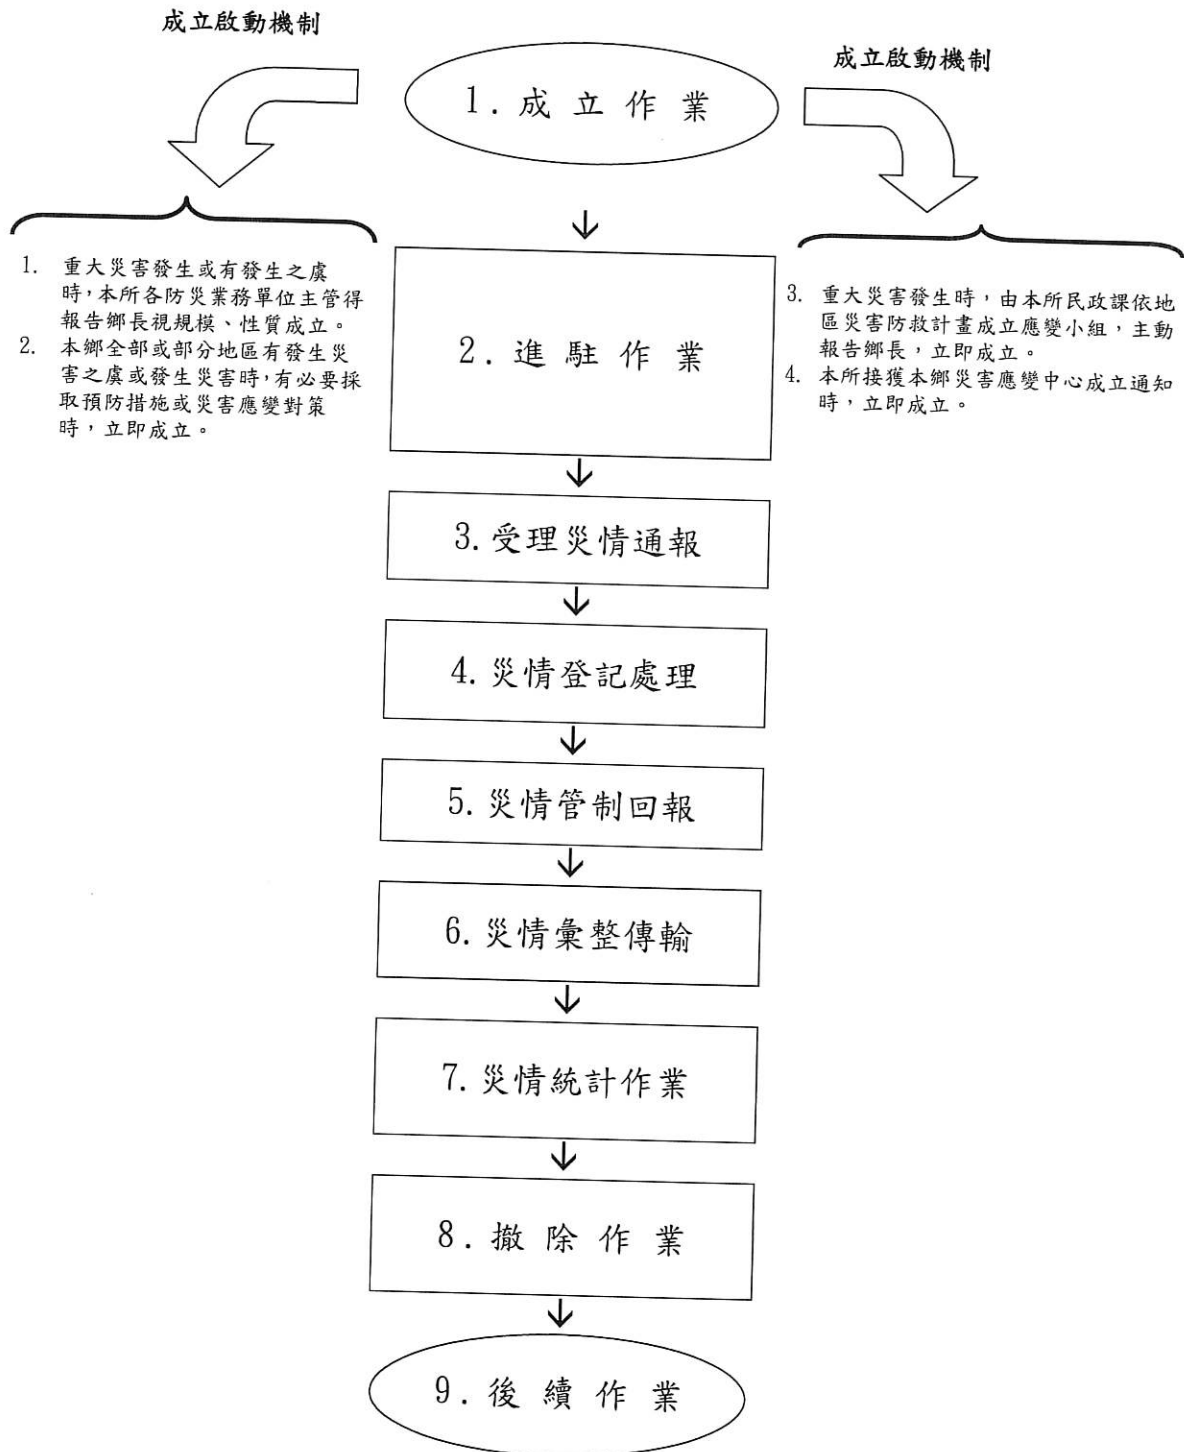 成立啟動機制
成立啟動機制
1.成立作業
1. 重大災害發生或有發生之虞
時,本所各防災業務單位主管得
報告鄉長視規模、性質成立。
2. 本鄉全部或部分地區有發生災
害之虞或發生災害時,有必要採
取預防措施或災害應變對策
時,立即成立。
3. 重大災害發生時,由本所民政課依地
區災害防救計畫成立應變小組,主動
報告鄉長,立即成立。
4. 本所接獲本鄉災害應變中心成立通知
時,立即成立。
2.進駐作業
3.受理災情通報
4.災情登記處理
5.災情管制回報
6.災情彙整傳輸
7.災情統計作業
8.撤除作業
9.後續作業